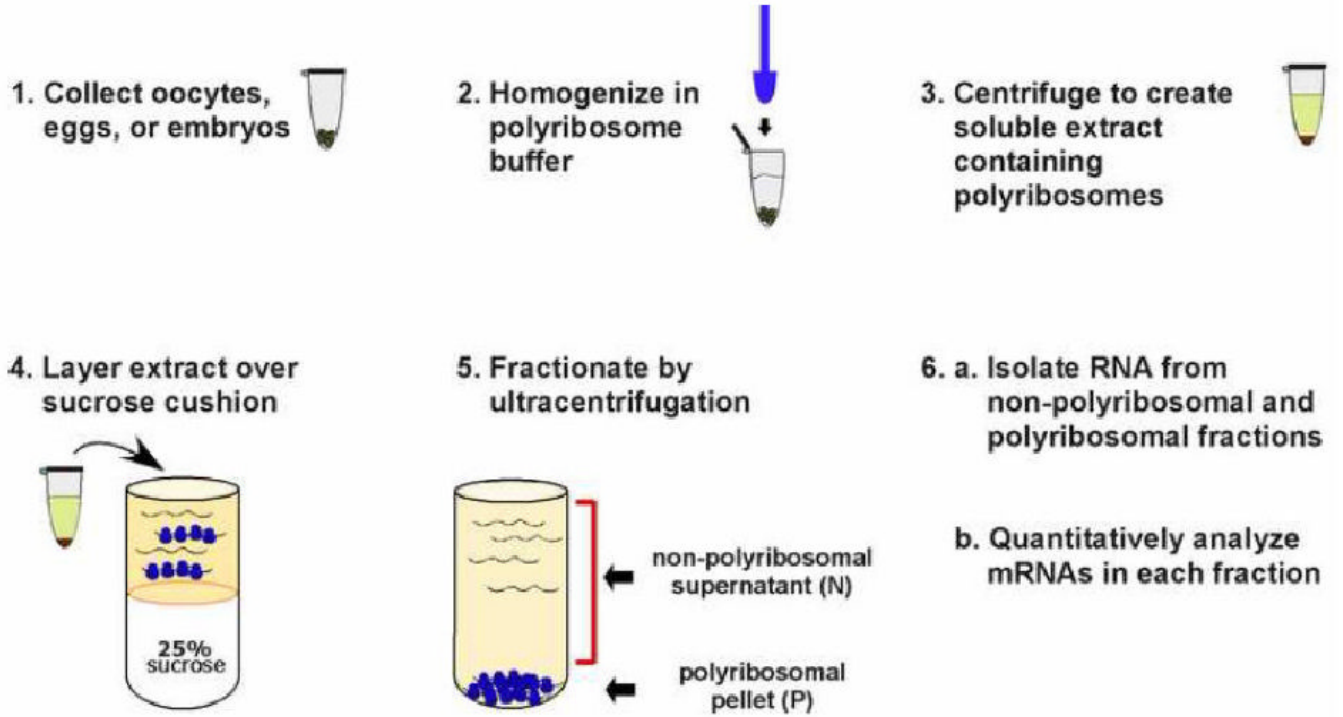 1. Collect oocytes,
eggs, or embryos
2. Homogenize in
polyribosome
buffer
3. Centrifuge to create
soluble extract
containing
polyribosomes
4. Layer extract over
sucrose cushion
25%
sucrose
5. Fractionate by
ultracentrifugation
non-polyribosomal
supernatant (N)
polyribosomal
pellet (P)
6. a. Isolate RNA from
non-polyribosomal and
polyribosomal fractions
b. Quantitatively analyze
mRNAs in each fraction